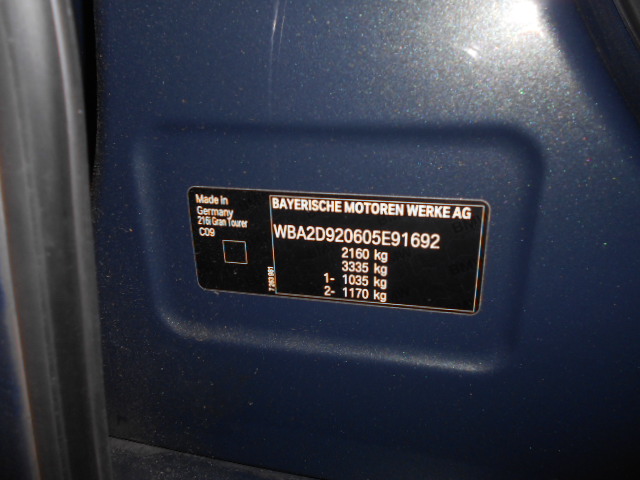 Made in
Germany
216i Gran Tourer
C09
BAYERISCHE MOTOREN WERKE AG
WBA2D920605E91692
2160 kg
3335 kg
1- 1035 kg
2- 1170 kg